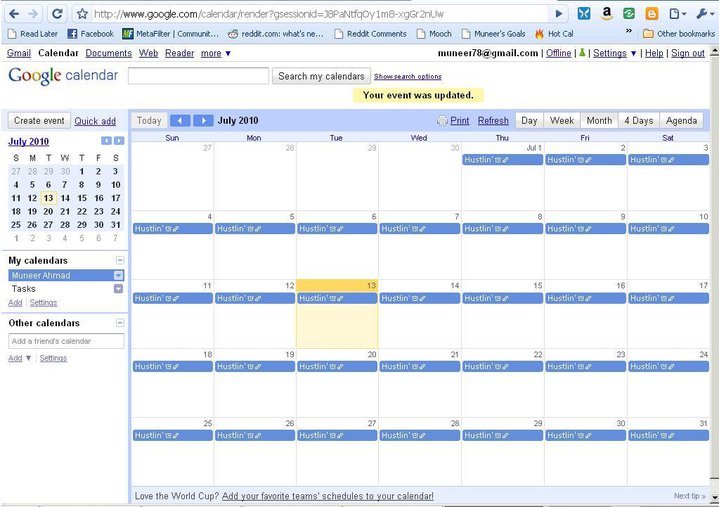 http://www.google.com/calendar/render?gsessionid=J8PaNtfqOy1m8-xgGr2nUw
Read Later Facebook MetaFilter | Communit... reddit.com: what's ne... Reddit Comments Mooch Muneer's Goals Hot Cal » Other bookmarks
Gmail Calendar Documents Web Reader more ▼ muneer78@gmail.com | Offline | Settings ▼ | Help | Sign out
Google calendar Search my calendars Show search options
Your event was updated.
Create event Quick add Today July 2010 Print Refresh Day Week Month 4 Days Agenda
July 2010
S M T W T F S
27 28 29 30 1 2 3
4 5 6 7 8 9 10
11 12 13 14 15 16 17
18 19 20 21 22 23 24
25 26 27 28 29 30 31
1 2 3 4 5 6 7
My calendars
Muneer Ahmad
Tasks
Add Settings
Other calendars
Add a friend's calendar
Add ▼ Settings
Sun Mon Tue Wed Thu Fri Sat
27 28 29 30 Jul 1 2 3
Hustlin' Hustlin' Hustlin'
4 5 6 7 8 9 10
Hustlin' Hustlin' Hustlin' Hustlin' Hustlin' Hustlin' Hustlin'
11 12 13 14 15 16 17
Hustlin' Hustlin' Hustlin' Hustlin' Hustlin' Hustlin' Hustlin'
18 19 20 21 22 23 24
Hustlin' Hustlin' Hustlin' Hustlin' Hustlin' Hustlin' Hustlin'
25 26 27 28 29 30 31
Hustlin' Hustlin' Hustlin' Hustlin' Hustlin' Hustlin' Hustlin'
Love the World Cup? Add your favorite teams' schedules to your calendar! Next tip »